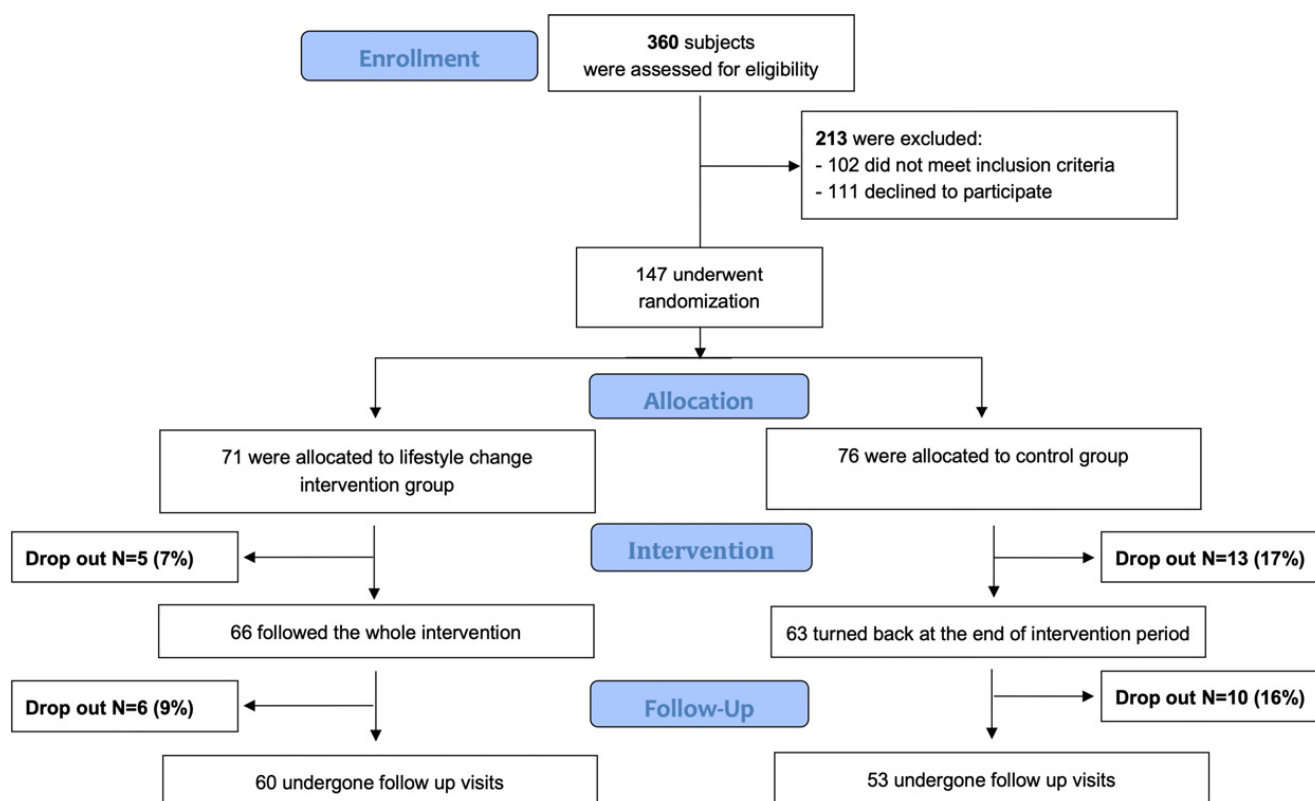 Enrollment
360 subjects
were assessed for eligibility
213 were excluded:
- 102 did not meet inclusion criteria
- 111 declined to participate
147 underwent
randomization
Allocation
71 were allocated to lifestyle change
intervention group
76 were allocated to control group
Intervention
Drop out N=5 (7%)
Drop out N=13 (17%)
66 followed the whole intervention
63 turned back at the end of intervention period
Drop out N=6 (9%)
Follow-Up
Drop out N=10 (16%)
60 undergone follow up visits
53 undergone follow up visits